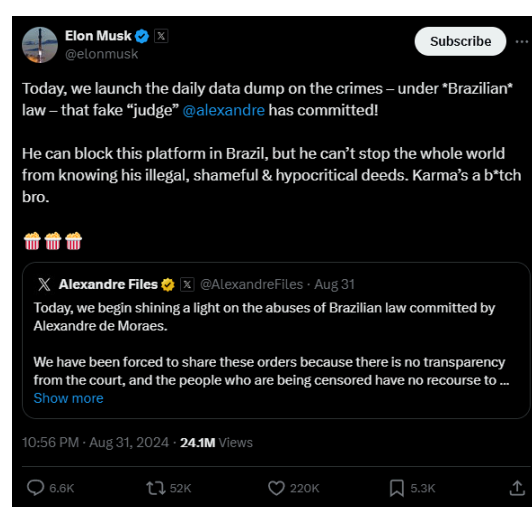 Elon Musk X
@elonmusk
Subscribe
Today, we launch the daily data dump on the crimes – under *Brazilian*
law – that fake “judge” @alexandre has committed!
He can block this platform in Brazil, but he can’t stop the whole world
from knowing his illegal, shameful & hypocritical deeds. Karma’s a b*tch
bro.
X Alexandre Files X @AlexandreFiles · Aug 31
Today, we begin shining a light on the abuses of Brazilian law committed by
Alexandre de Moraes.
We have been forced to share these orders because there is no transparency
from the court, and the people who are being censored have no recourse to ...
Show more
10:56 PM · Aug 31, 2024 · 24.1M Views
6.6K 52K 220K 5.3K